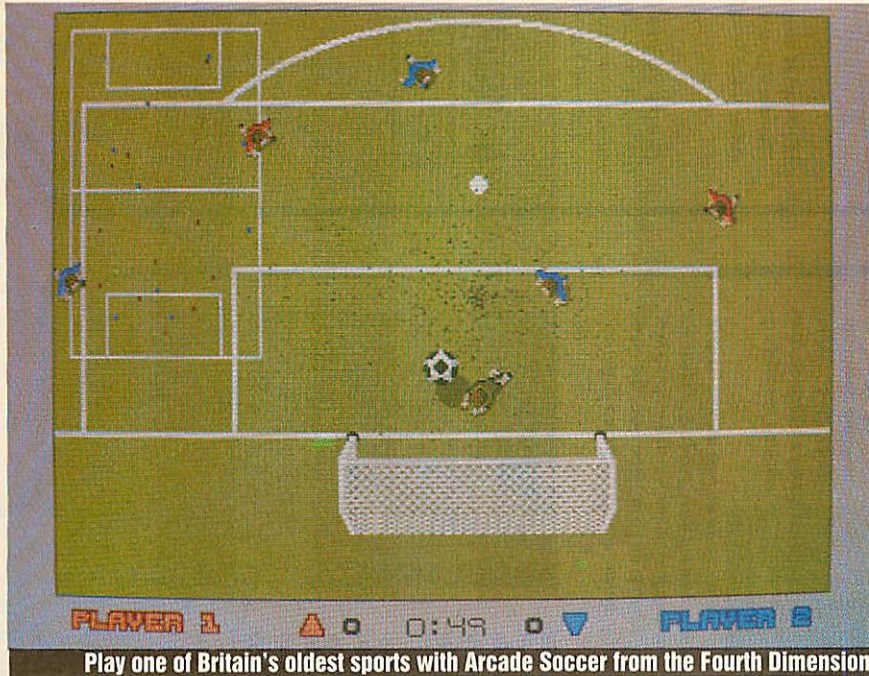 PLAYER 1 0 0:49 0 PLAYER 2
Play one of Britain's oldest sports with Arcade Soccer from the Fourth Dimension